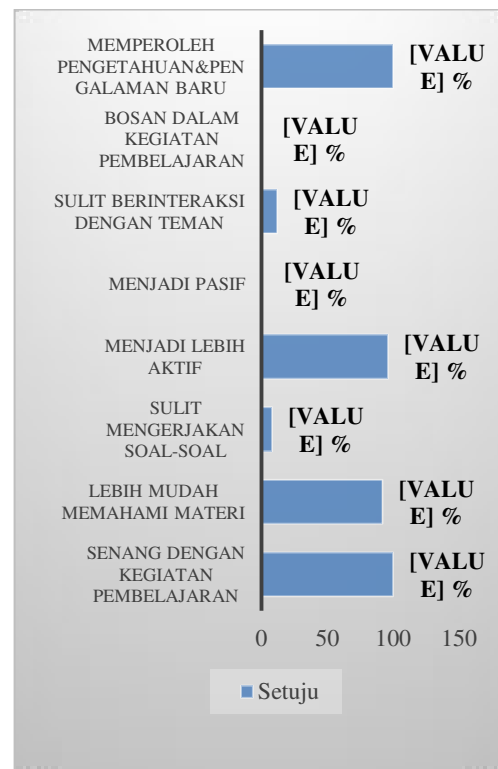 MEMPEROLEH
PENGETAHUAN&PEN
GALAMAN BARU
[VALU
E] %
BOSAN DALAM
KEGIATAN
PEMBELAJARAN
[VALU
E] %
SULIT BERINTERAKSI
DENGAN TEMAN
[VALU
E] %
MENJADI PASIF
[VALU
E] %
MENJADI LEBIH
AKTIF
[VALU
E] %
SULIT
MENGERJAKAN
SOAL-SOAL
[VALU
E] %
LEBIH MUDAH
MEMAHAMI MATERI
[VALU
E] %
SENANG DENGAN
KEGIATAN
PEMBELAJARAN
[VALU
E] %
0 50 100 150
Setuju